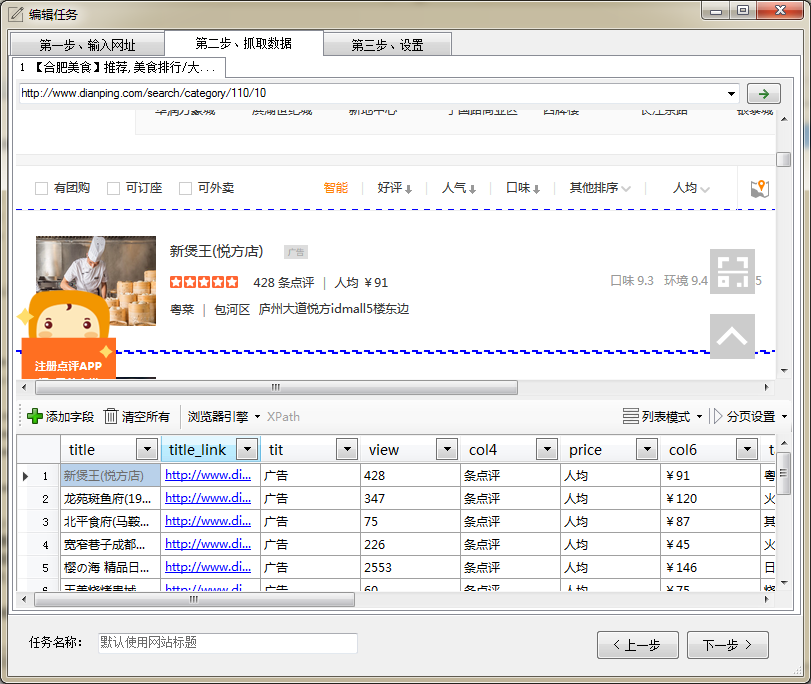 编辑任务
第一步、输入网址 第二步、抓取数据 第三步、设置
1 【合肥美食】推荐,美食排行/大...
http://www.dianping.com/search/category/110/10
有团购 可订座 可外卖 智能 好评 人气 口味 其他排序 人均
新煲王(悦方店) 广告
428 条点评 | 人均 ￥91 口味 9.3 环境 9.4 5
粤菜 | 包河区 庐州大道悦方idmall5楼东边
注册点评APP
添加字段 清空所有 浏览器引擎 XPath 列表模式 分页设置
title title_link tit view col4 price col6 t
1 新煲王(悦方店) http://www.di... 广告 428 条点评 人均 ￥91 粤
2 龙苑斑鱼府(19... http://www.di... 广告 347 条点评 人均 ￥120 火
3 北平食府(马鞍... http://www.di... 广告 75 条点评 人均 ￥87 其
4 宽窄巷子成都... http://www.di... 广告 226 条点评 人均 ￥45 火
5 樱の海 精品日... http://www.di... 广告 2553 条点评 人均 ￥146 日
任务名称: 默认使用网站标题 上一步 下一步